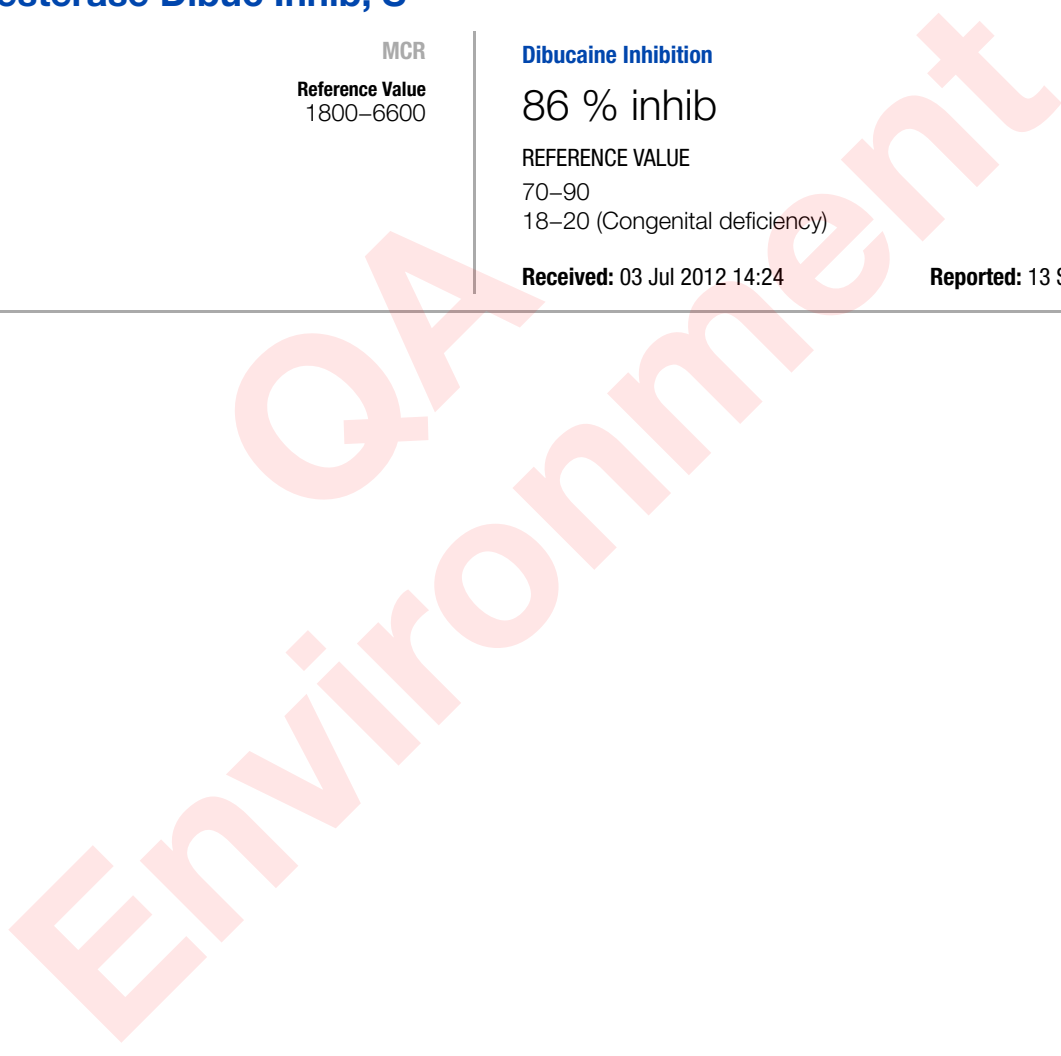 Dibuc Inhib, S
MCR
Reference Value
1800–6600
Dibucaine Inhibition
86 % inhib
REFERENCE VALUE
70–90
18–20 (Congenital deficiency)
Received: 03 Jul 2012 14:24
Reported: 13
QA
Environment